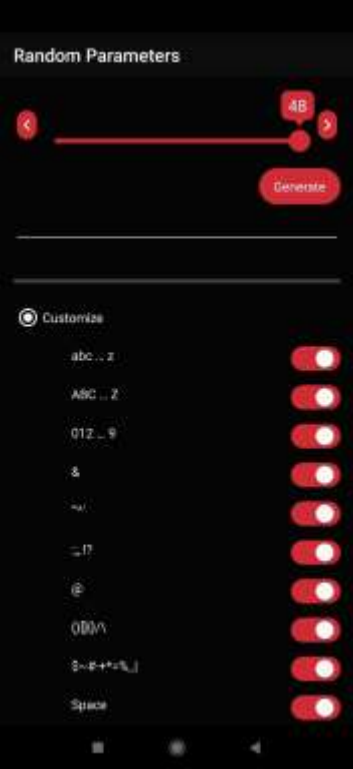 Random Parameters
48
Generate
Customize
abc ... z
ABC ... Z
012 ... 9
&
@
Space